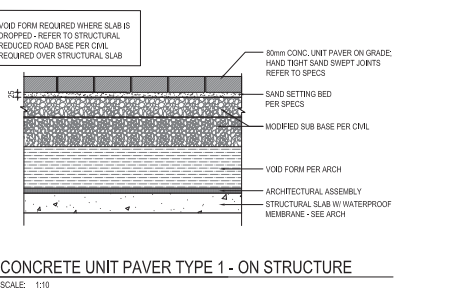 VOID FORM REQUIRED WHERE SLAB IS
DROPPED - REFER TO STRUCTURAL
REDUCED ROAD BASE PER CIVIL
REQUIRED OVER STRUCTURAL SLAB
80mm CONC. UNIT PAVER ON GRADE;
HAND TIGHT SAND SWEPT JOINTS
REFER TO SPECS
25
SAND SETTING BED
PER SPECS
MODIFIED SUB BASE PER CIVIL
VOID FORM PER ARCH
ARCHITECTURAL ASSEMBLY
STRUCTURAL SLAB W/ WATERPROOF
MEMBRANE - SEE ARCH
CONCRETE UNIT PAVER TYPE 1 - ON STRUCTURE
SCALE: 1:10